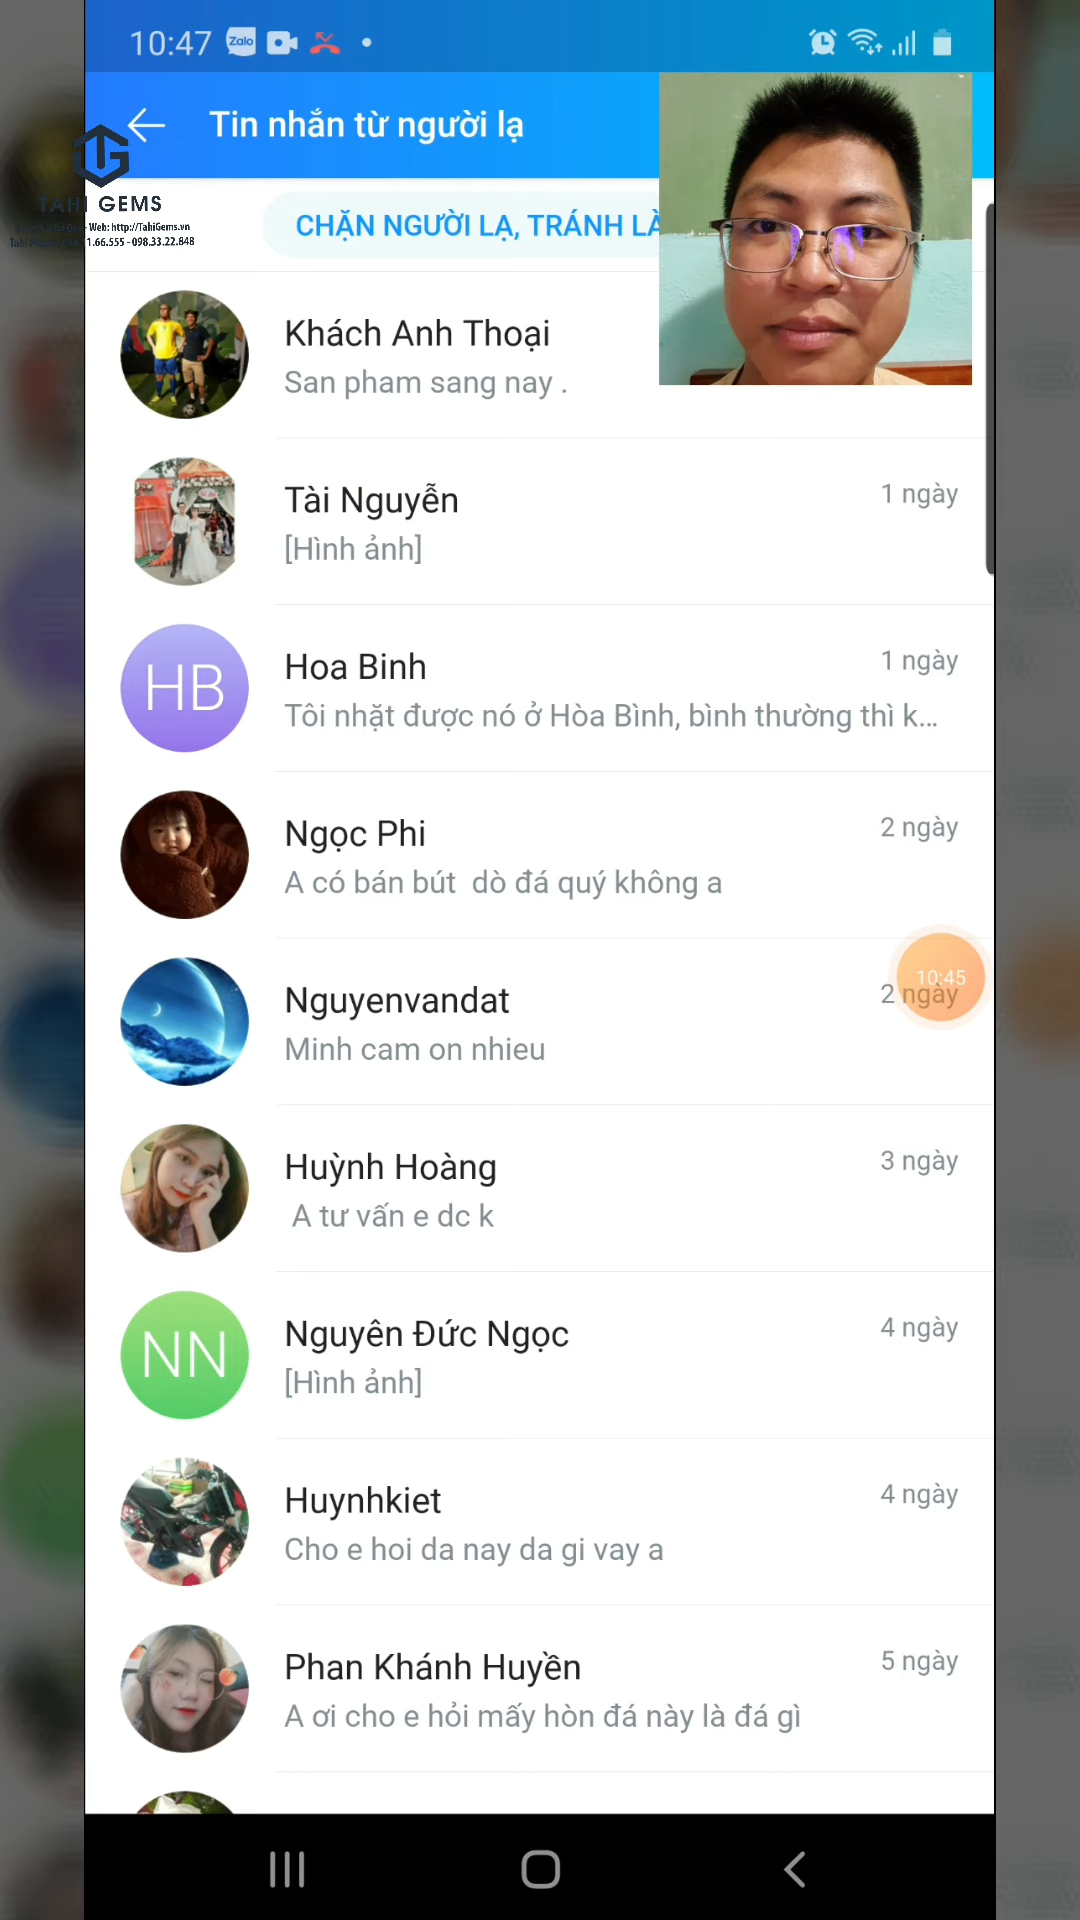 10:47
Zalo
Tin nhắn từ người lạ
TAHI GEMS
Web: http://TahiGems.vn
1.66.555 - 098.33.22.848
CHẶN NGƯỜI LẠ, TRÁNH LÀ
Khách Anh Thoại
San pham sang nay .
Tài Nguyễn
1 ngày
[Hình ảnh]
HB
Hoa Binh
1 ngày
Tôi nhặt được nó ở Hòa Bình, bình thường thì k...
Ngọc Phi
2 ngày
A có bán bút dò đá quý không a
10:45
Nguyenvandat
2 ngày
Minh cam on nhieu
Huỳnh Hoàng
3 ngày
A tư vấn e dc k
NN
Nguyên Đức Ngọc
4 ngày
[Hình ảnh]
Huynhkiet
4 ngày
Cho e hoi da nay da gi vay a
Phan Khánh Huyền
5 ngày
A ơi cho e hỏi mấy hòn đá này là đá gì